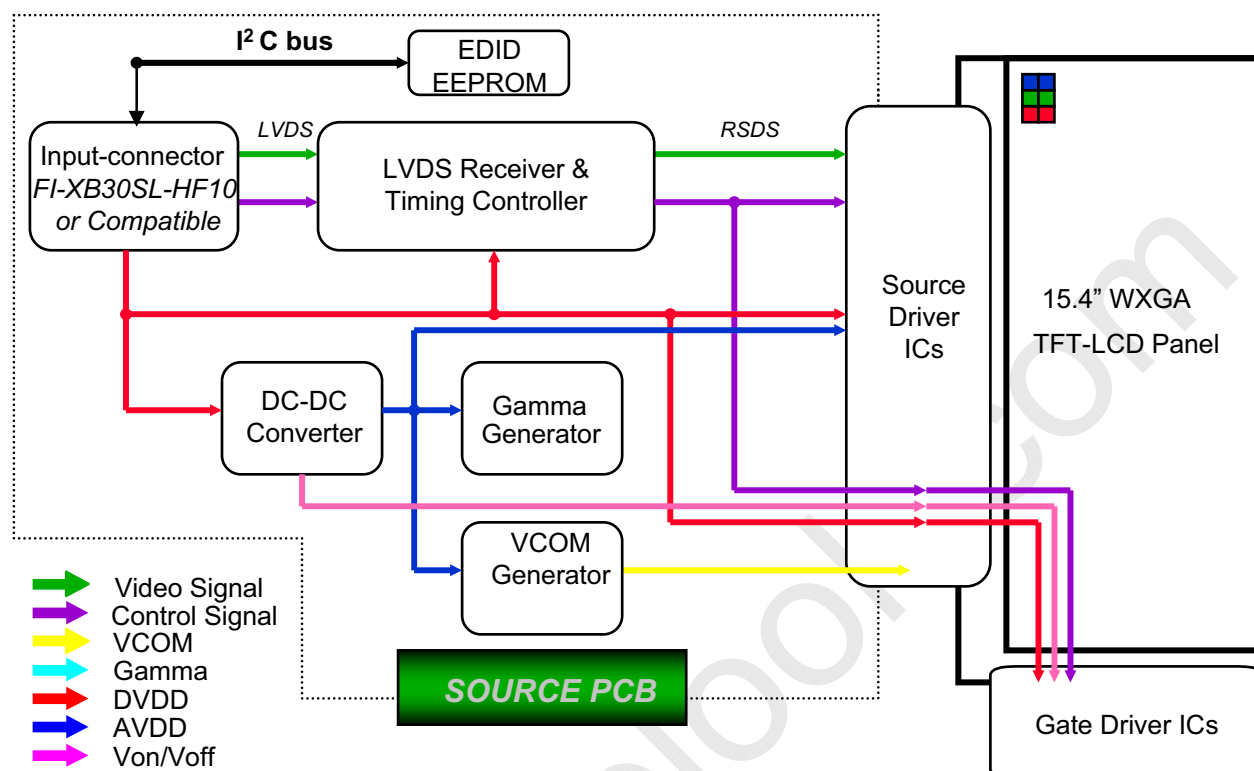 I² C bus
EDID
EEPROM
LVDS
RSDS
Input-connector
FI-XB30SL-HF10
or Compatible
LVDS Receiver &
Timing Controller
Source
Driver
ICs
15.4” WXGA
TFT-LCD Panel
DC-DC
Converter
Gamma
Generator
VCOM
Generator
Video Signal
Control Signal
VCOM
Gamma
DVDD
AVDD
Von/Voff
SOURCE PCB
Gate Driver ICs